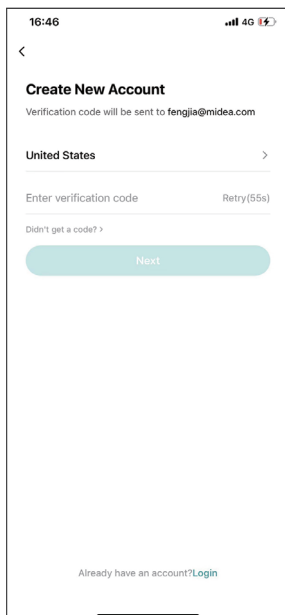 16:46
4G
Create New Account
Verification code will be sent to fengjia@midea.com
United States
Enter verification code Retry(55s)
Didn't get a code? >
Next
Already have an account?Login